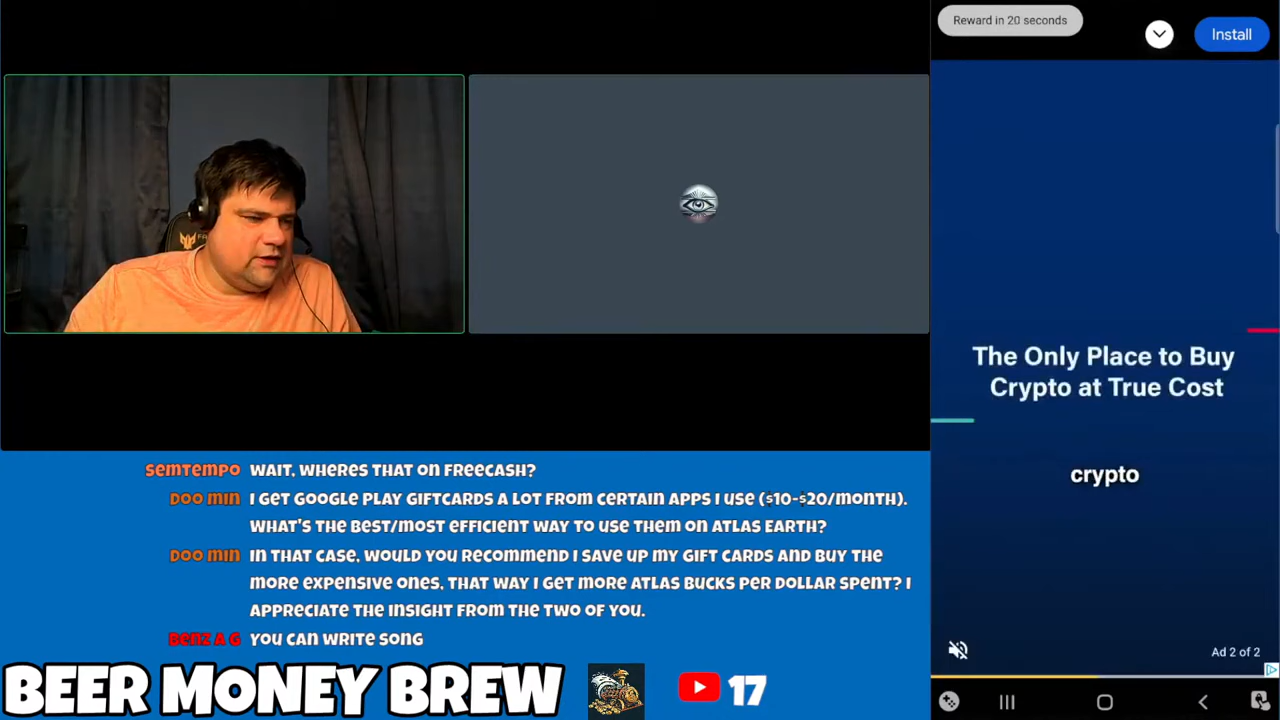 Reward in 20 seconds
Install
The Only Place to Buy
Crypto at True Cost
crypto
Ad 2 of 2
SEMTEMPO WAIT, WHERES THAT ON FREECASH?
DOO MIN I GET GOOGLE PLAY GIFTCARDS A LOT FROM CERTAIN APPS I USE ($10-$20/MONTH).
WHAT'S THE BEST/MOST EFFICIENT WAY TO USE THEM ON ATLAS EARTH?
DOO MIN IN THAT CASE, WOULD YOU RECOMMEND I SAVE UP MY GIFT CARDS AND BUY THE
MORE EXPENSIVE ONES, THAT WAY I GET MORE ATLAS BUCKS PER DOLLAR SPENT? I
APPRECIATE THE INSIGHT FROM THE TWO OF YOU.
BENZ A G YOU CAN WRITE SONG
BEER MONEY BREW
17